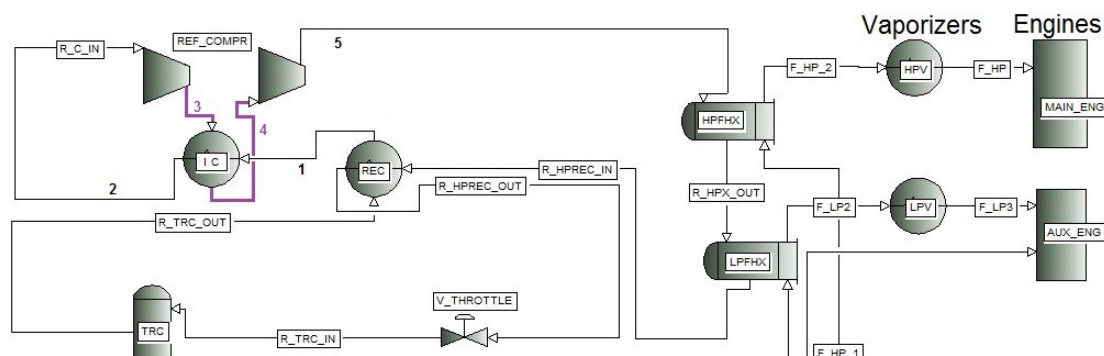 Vaporizers Engines
R_C_IN
REF_COMPR
5
F_HP_2
HPV
F_HP
MAIN_ENG
3
4
HPFHX
I C
1
REC
R_HPREC_IN
2
R_HPREC_OUT
R_HPX_OUT
F_LP2
LPV
F_LP3
R_TRC_OUT
AUX_ENG
LPFHX
V_THROTTLE
TRC
R_TRC_IN
F_HP_1